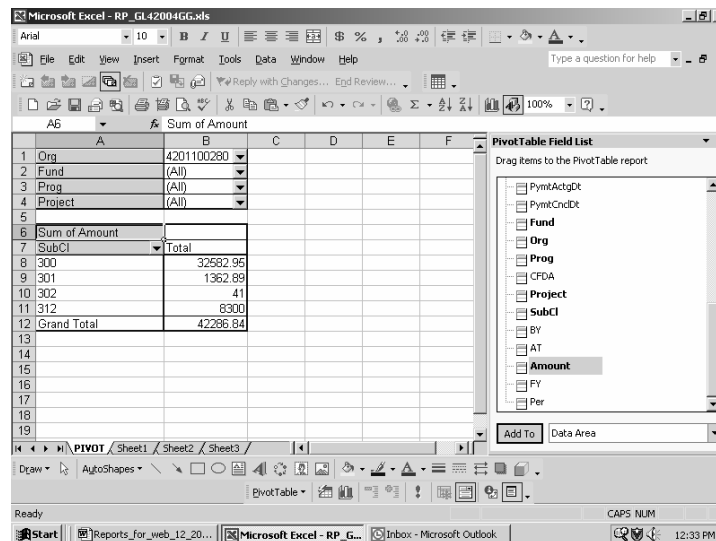 Microsoft Excel - RP_GL42004GG.xls
Arial 10 B I U $ % ,
File Edit View Insert Format Tools Data Window Help Type a question for help
Reply with Changes... End Review...
100%
A6 fx Sum of Amount
A B C D E F
PivotTable Field List
Drag items to the PivotTable report
1 Org 4201100280
2 Fund (All)
3 Prog (All)
4 Project (All)
5
6 Sum of Amount
7 SubCl Total
8 300 32582.95
9 301 1362.89
10 302 41
11 312 8300
12 Grand Total 42286.84
13
14
15
16
17
18
19
PymtActgDt
PymtCnclDt
Fund
Org
Prog
CFDA
Project
SubCl
BY
AT
Amount
FY
Per
Add To Data Area
PIVOT Sheet1 Sheet2 Sheet3
Draw AutoShapes
PivotTable
Ready CAPS NUM
Start Reports_for_web_12_20... Microsoft Excel - RP_G... Inbox - Microsoft Outlook 12:33 PM